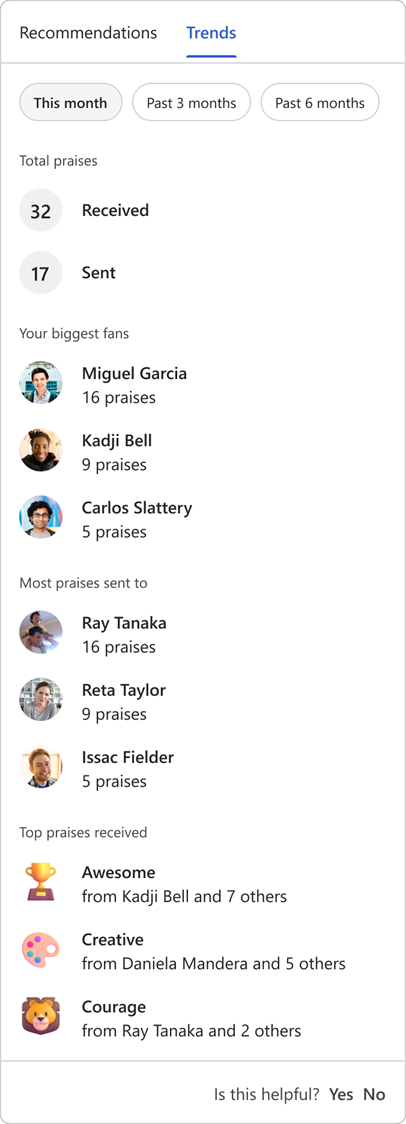 Recommendations Trends
This month Past 3 months Past 6 months
Total praises
32 Received
17 Sent
Your biggest fans
Miguel Garcia
16 praises
Kadji Bell
9 praises
Carlos Slattery
5 praises
Most praises sent to
Ray Tanaka
16 praises
Reta Taylor
9 praises
Issac Fielder
5 praises
Top praises received
Awesome
from Kadji Bell and 7 others
Creative
from Daniela Mandera and 5 others
Courage
from Ray Tanaka and 2 others
Is this helpful? Yes No